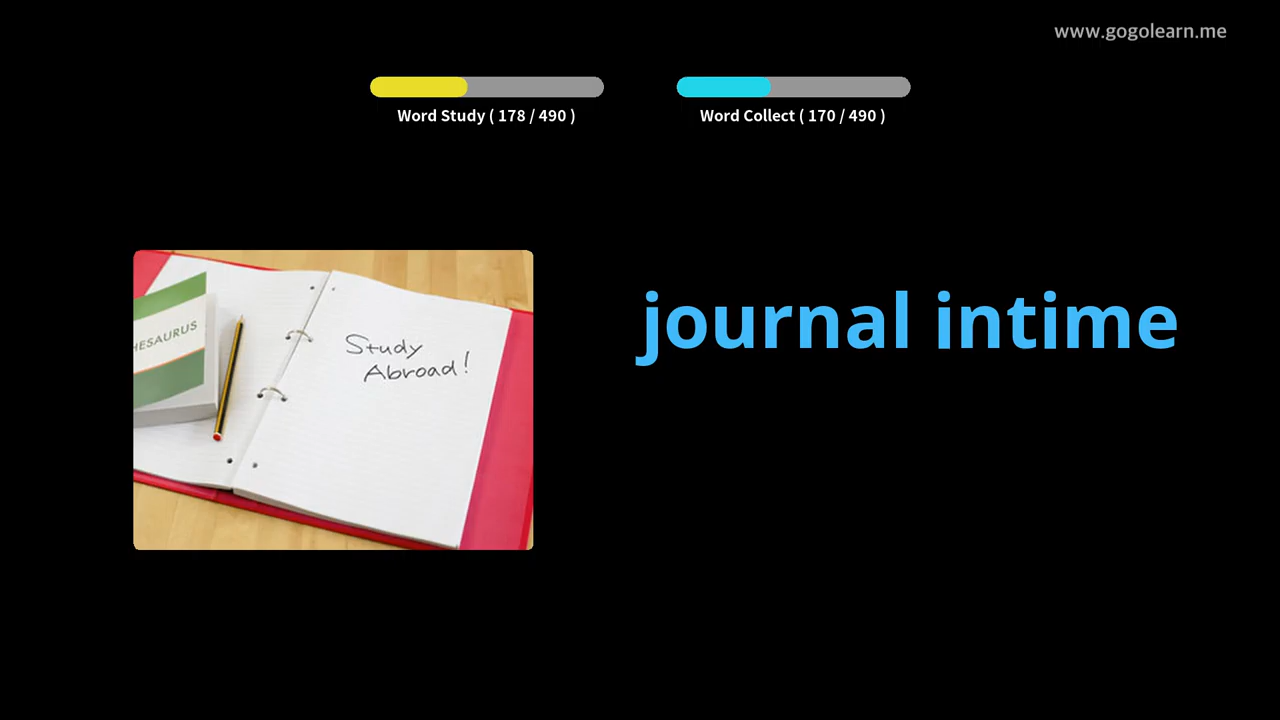 www.gogolearn.me
Word Study ( 178 / 490 )
Word Collect ( 170 / 490 )
HESAURUS
Study
Abroad!
journal intime